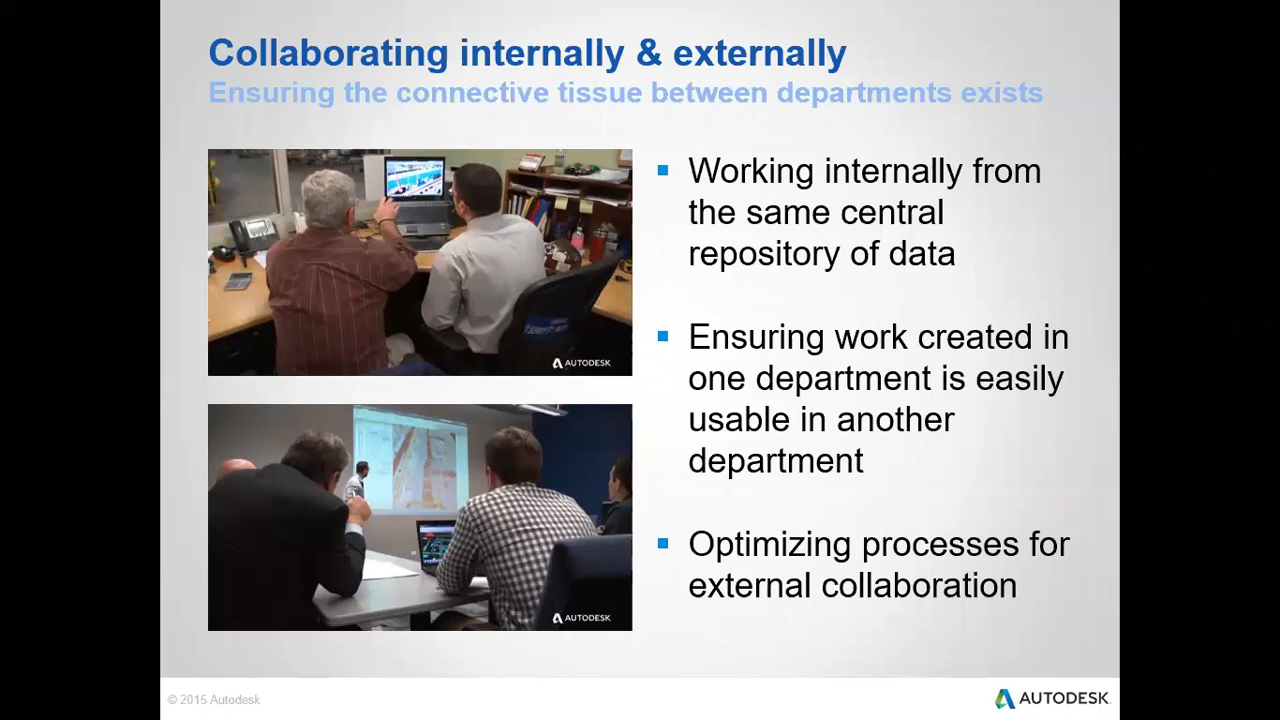 Collaborating internally & externally
Ensuring the connective tissue between departments exists
Working internally from
the same central
repository of data
Ensuring work created in
one department is easily
usable in another
department
Optimizing processes for
external collaboration
AUTODESK
AUTODESK
© 2015 Autodesk
AUTODESK